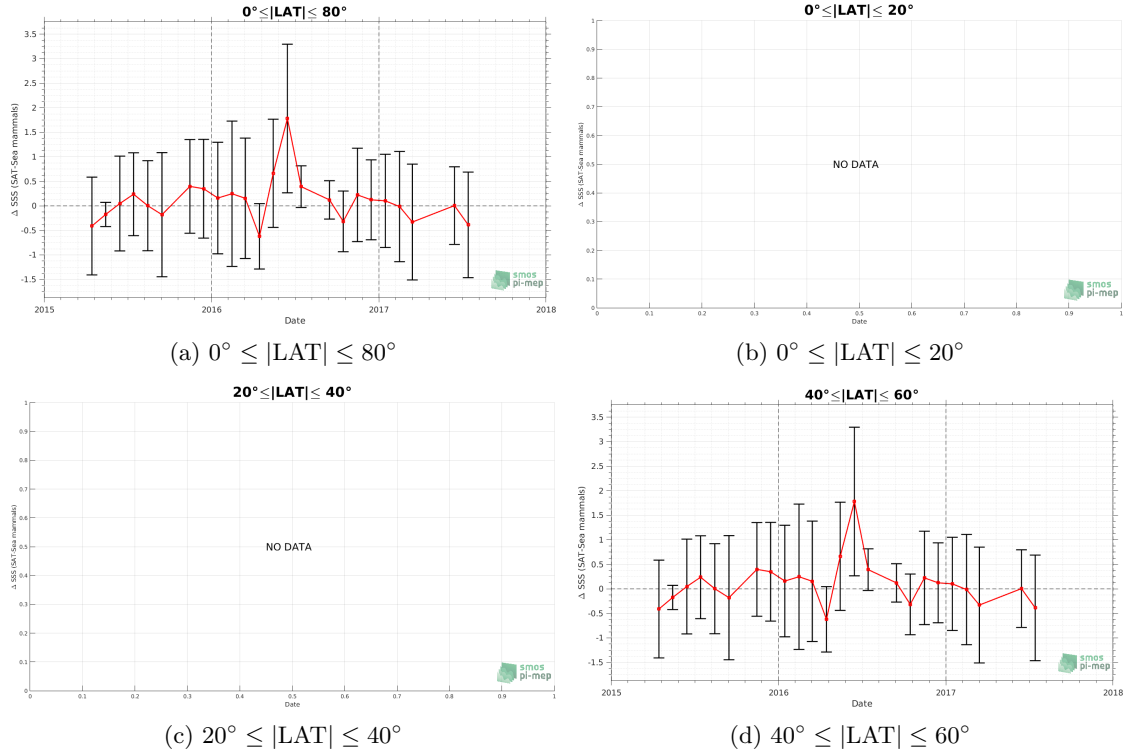 0°≤|LAT|≤ 80°
Δ SSS (SAT-Sea mammals)
3.5
3
2.5
2
1.5
1
0.5
0
-0.5
-1
-1.5
2015
2016
2017
2018
Date
smos
pi-mep
(a) 0° ≤ |LAT| ≤ 80°
0°≤|LAT|≤ 20°
Δ SSS (SAT-Sea mammals)
1
0.9
0.8
0.7
0.6
0.5
0.4
0.3
0.2
0.1
0
NO DATA
0
0.1
0.2
0.3
0.4
0.5
0.6
0.7
0.8
0.9
1
Date
smos
pi-mep
(b) 0° ≤ |LAT| ≤ 20°
20°≤|LAT|≤ 40°
Δ SSS (SAT-Sea mammals)
1
0.9
0.8
0.7
0.6
0.5
0.4
0.3
0.2
0.1
0
NO DATA
0
0.1
0.2
0.3
0.4
0.5
0.6
0.7
0.8
0.9
1
Date
smos
pi-mep
(c) 20° ≤ |LAT| ≤ 40°
40°≤|LAT|≤ 60°
Δ SSS (SAT-Sea mammals)
3.5
3
2.5
2
1.5
1
0.5
0
-0.5
-1
-1.5
2015
2016
2017
2018
Date
smos
pi-mep
(d) 40° ≤ |LAT| ≤ 60°